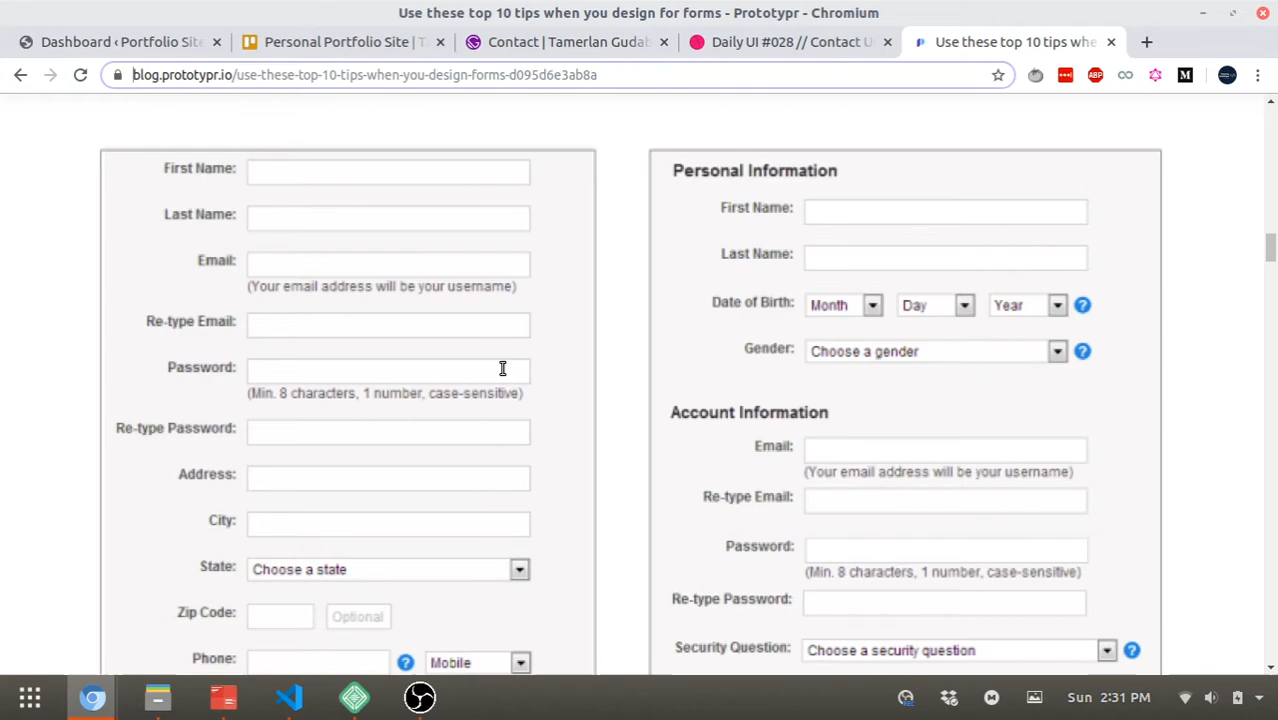 Use these top 10 tips when you design for forms - Prototypr - Chromium
Dashboard ‹ Portfolio Sit
Personal Portfolio Site | T
Contact | Tamerlan Gudab
Daily UI #028 // Contact U
Use these top 10 tips whe
blog.prototypr.io/use-these-top-10-tips-when-you-design-forms-d095d6e3ab8a
ABP
M
First Name:
Last Name:
Email:
(Your email address will be your username)
Re-type Email:
Password:
(Min. 8 characters, 1 number, case-sensitive)
Re-type Password:
Address:
City:
State: Choose a state
Zip Code: Optional
Phone: ? Mobile
Personal Information
First Name:
Last Name:
Date of Birth: Month Day Year ?
Gender: Choose a gender ?
Account Information
Email:
(Your email address will be your username)
Re-type Email:
Password:
(Min. 8 characters, 1 number, case-sensitive)
Re-type Password:
Security Question: Choose a security question ?
Sun 2:31 PM